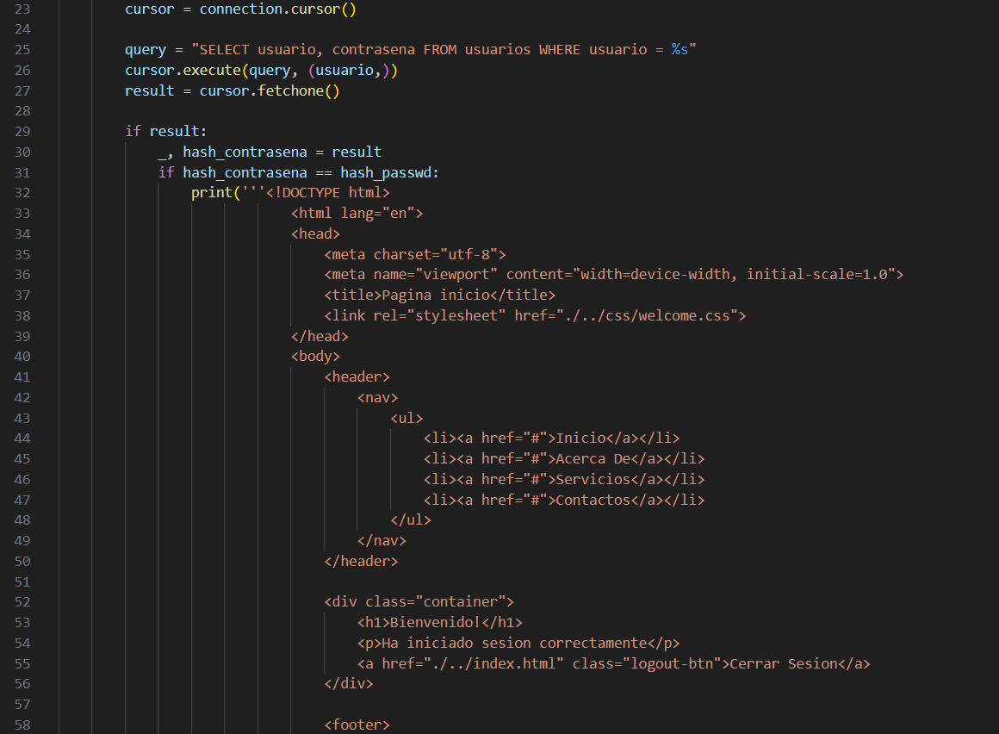 23 cursor = connection.cursor()
24
25 query = "SELECT usuario, contrasena FROM usuarios WHERE usuario = %s"
26 cursor.execute(query, (usuario,))
27 result = cursor.fetchone()
28
29 if result:
30 _, hash_contrasena = result
31 if hash_contrasena == hash_passwd:
32 print('''<!DOCTYPE html>
33 <html lang="en">
34 <head>
35 <meta charset="utf-8">
36 <meta name="viewport" content="width=device-width, initial-scale=1.0">
37 <title>Pagina inicio</title>
38 <link rel="stylesheet" href="./../css/welcome.css">
39 </head>
40 <body>
41 <header>
42 <nav>
43 <ul>
44 <li><a href="#">Inicio</a></li>
45 <li><a href="#">Acerca De</a></li>
46 <li><a href="#">Servicios</a></li>
47 <li><a href="#">Contactos</a></li>
48 </ul>
49 </nav>
50 </header>
51
52 <div class="container">
53 <h1>Bienvenido!</h1>
54 <p>Ha iniciado sesion correctamente</p>
55 <a href="./../index.html" class="logout-btn">Cerrar Sesion</a>
56 </div>
57
58 <footer>